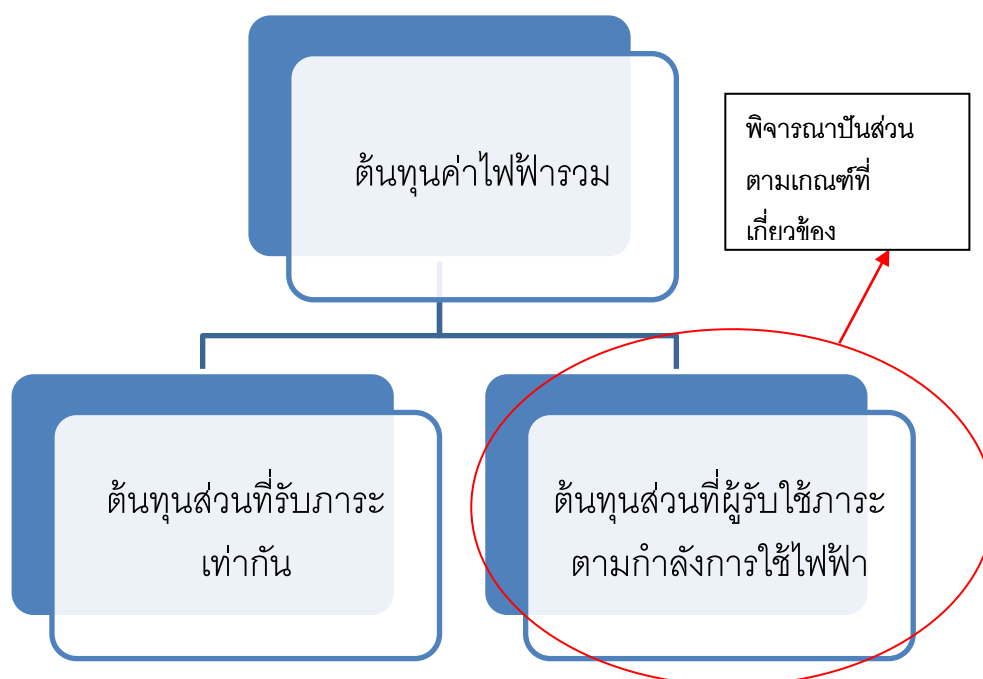 ต้นทุนค่าไฟฟ้ารวม
พิจารณาปันส่วน
ตามเกณฑ์ที่
เกี่ยวข้อง
ต้นทุนส่วนที่รับภาระ
เท่ากัน
ต้นทุนส่วนที่ผู้รับใช้ภาระ
ตามกำลังการใช้ไฟฟ้า